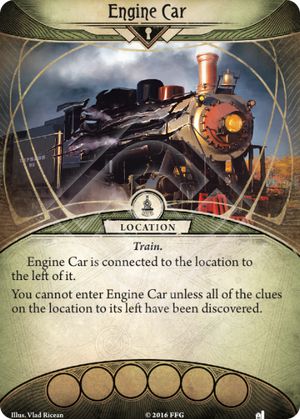 Engine Car
LOCATION
Train.
Engine Car is connected to the location to
the left of it.
You cannot enter Engine Car unless all of the clues
on the location to its left have been discovered.
Illus. Vlad Ricean
© 2016 FFG